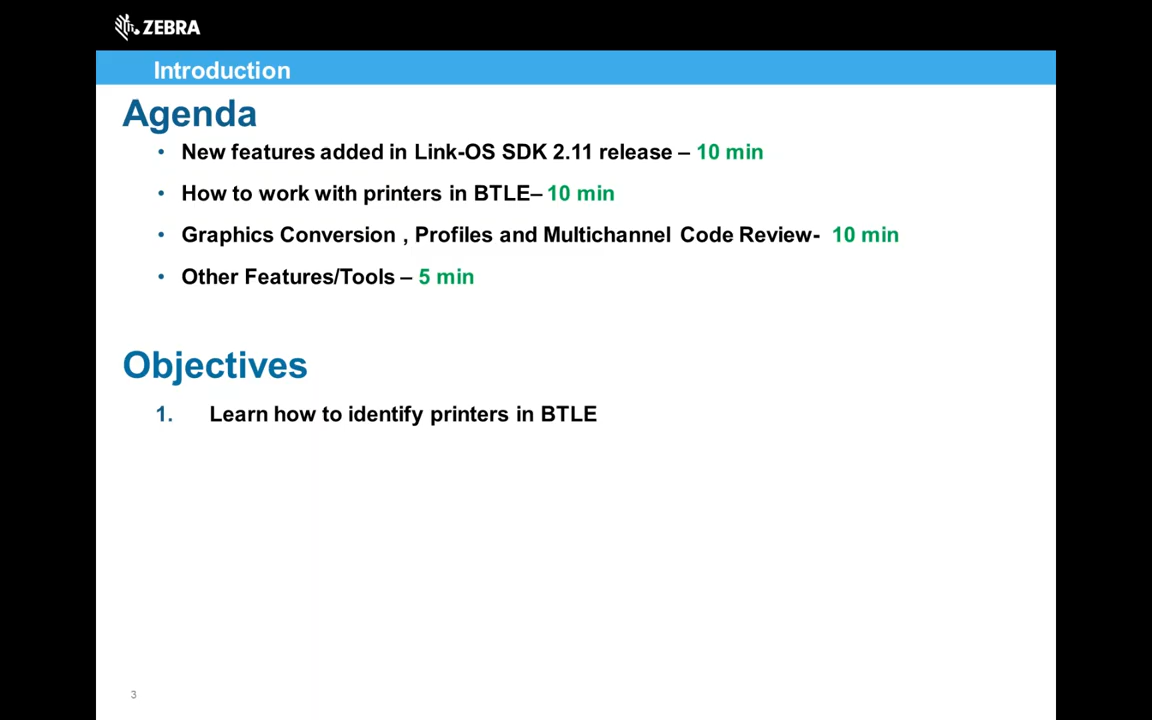 ZEBRA
Introduction
Agenda
• New features added in Link-OS SDK 2.11 release – 10 min
• How to work with printers in BTLE– 10 min
• Graphics Conversion , Profiles and Multichannel Code Review- 10 min
• Other Features/Tools – 5 min
Objectives
1. Learn how to identify printers in BTLE
3